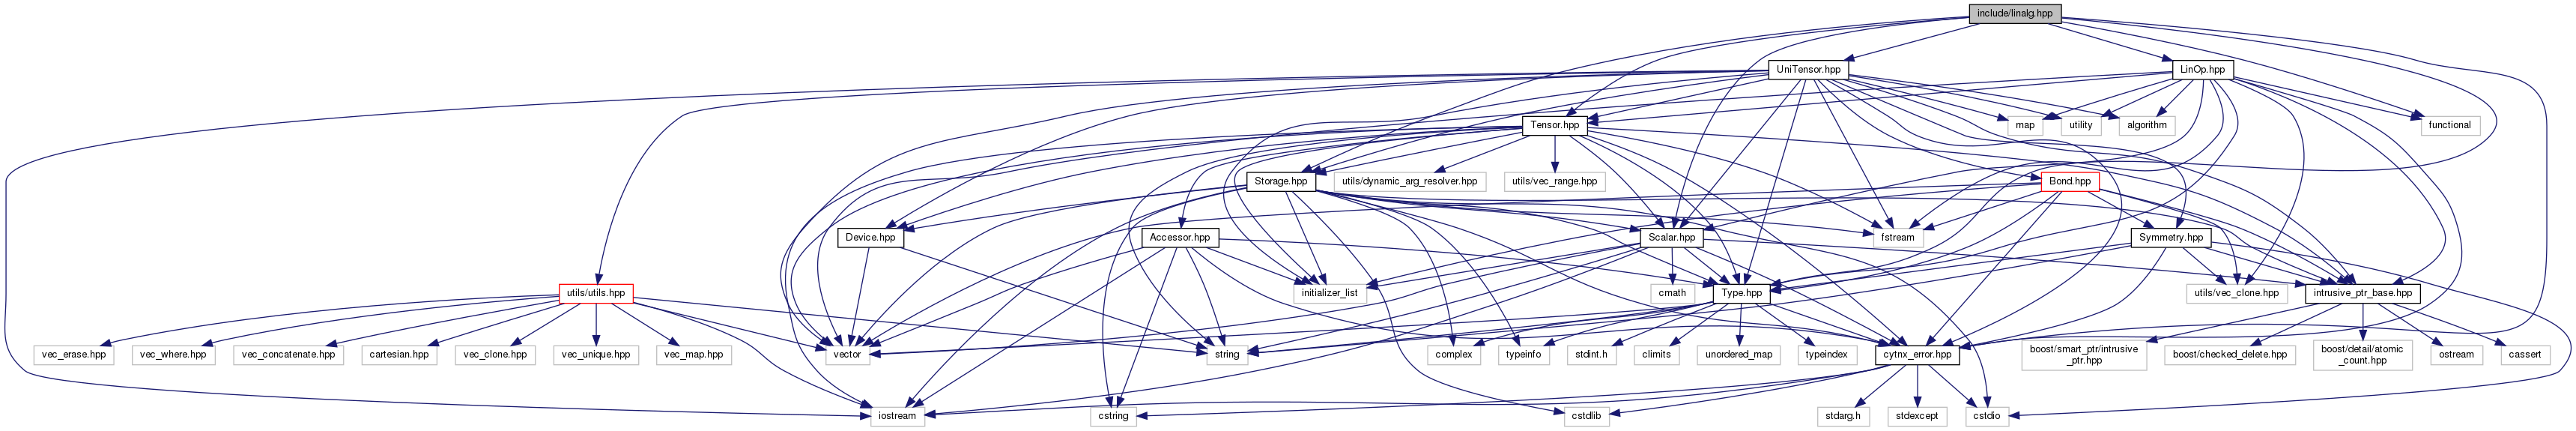 include/linalg.hpp
UniTensor.hpp
LinOp.hpp
Tensor.hpp
map
utility
algorithm
functional
Storage.hpp
utils/dynamic_arg_resolver.hpp
utils/vec_range.hpp
Bond.hpp
Device.hpp
Accessor.hpp
fstream
Scalar.hpp
Symmetry.hpp
utils/utils.hpp
initializer_list
cmath
Type.hpp
utils/vec_clone.hpp
intrusive_ptr_base.hpp
vec_erase.hpp
vec_where.hpp
vec_concatenate.hpp
cartesian.hpp
vec_clone.hpp
vec_unique.hpp
vec_map.hpp
vector
string
complex
typeinfo
stdint.h
climits
unordered_map
typeindex
cytnx_error.hpp
boost/smart_ptr/intrusive
_ptr.hpp
boost/checked_delete.hpp
boost/detail/atomic
_count.hpp
ostream
cassert
iostream
cstring
cstdlib
stdarg.h
stdexcept
cstdio